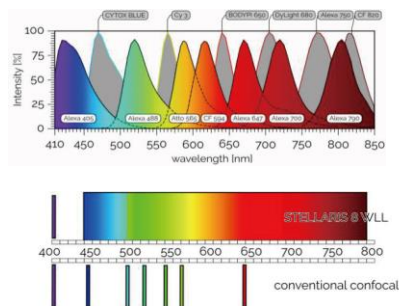 CYTOX BLUE Cy 3 BODYPI 650 DyLight 680 Alexa 750 CF 820
Intensity [%]
100
75
50
25
0
Alexa 405 Alexa 488 Atto 565 CF 594 Alexa 647 Alexa 700 Alexa 790
410 450 500 550 600 650 700 750 800 850
wavelength [nm]
STELLARIS 8 WLL
400 450 500 550 600 650 700 750 800
conventional confocal